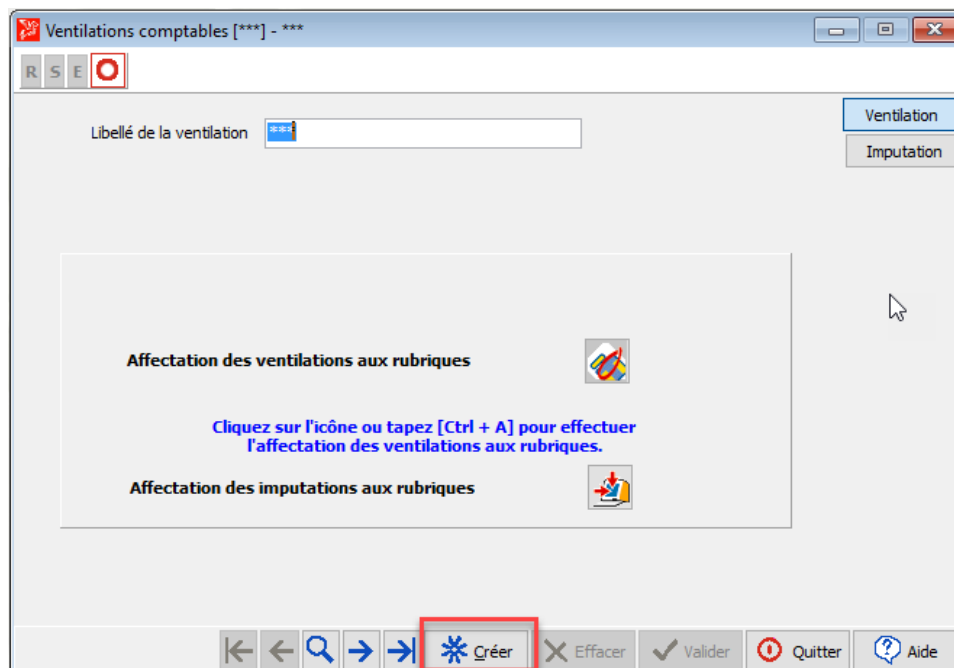 Ventilations comptables [***] - ***
R S E O
Libellé de la ventilation ***
Ventilation
Imputation
Affectation des ventilations aux rubriques
Cliquez sur l'icône ou tapez [Ctrl + A] pour effectuer
l'affectation des ventilations aux rubriques.
Affectation des imputations aux rubriques
Créer Effacer Valider Quitter Aide